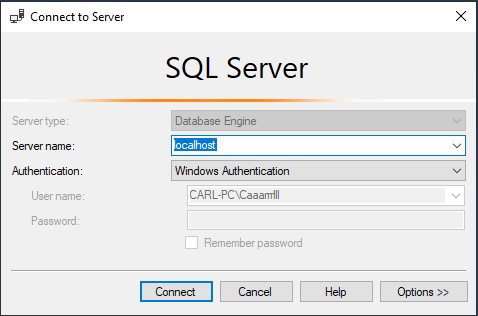 Connect to Server
SQL Server
Server type: Database Engine
Server name: localhost
Authentication: Windows Authentication
User name: CARL-PC\Caaarrrlll
Password:
Remember password
Connect Cancel Help Options >>